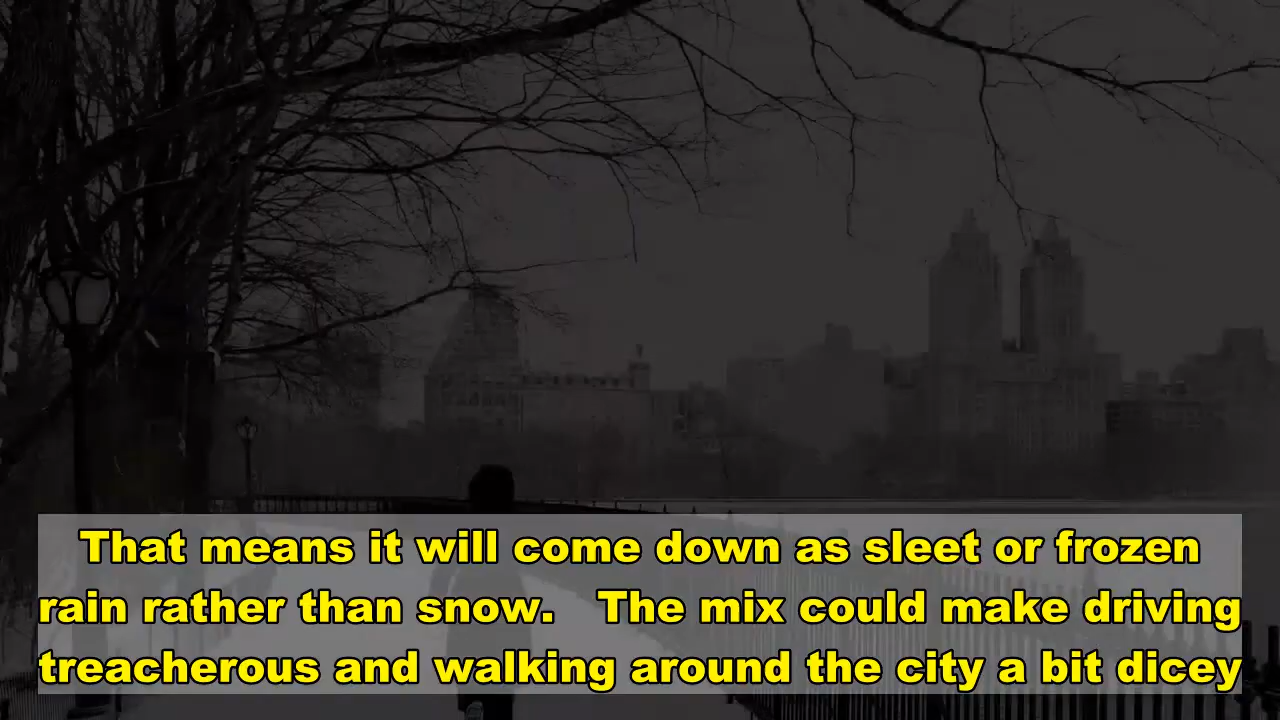 That means it will come down as sleet or frozen
rain rather than snow.   The mix could make driving
treacherous and walking around the city a bit dicey